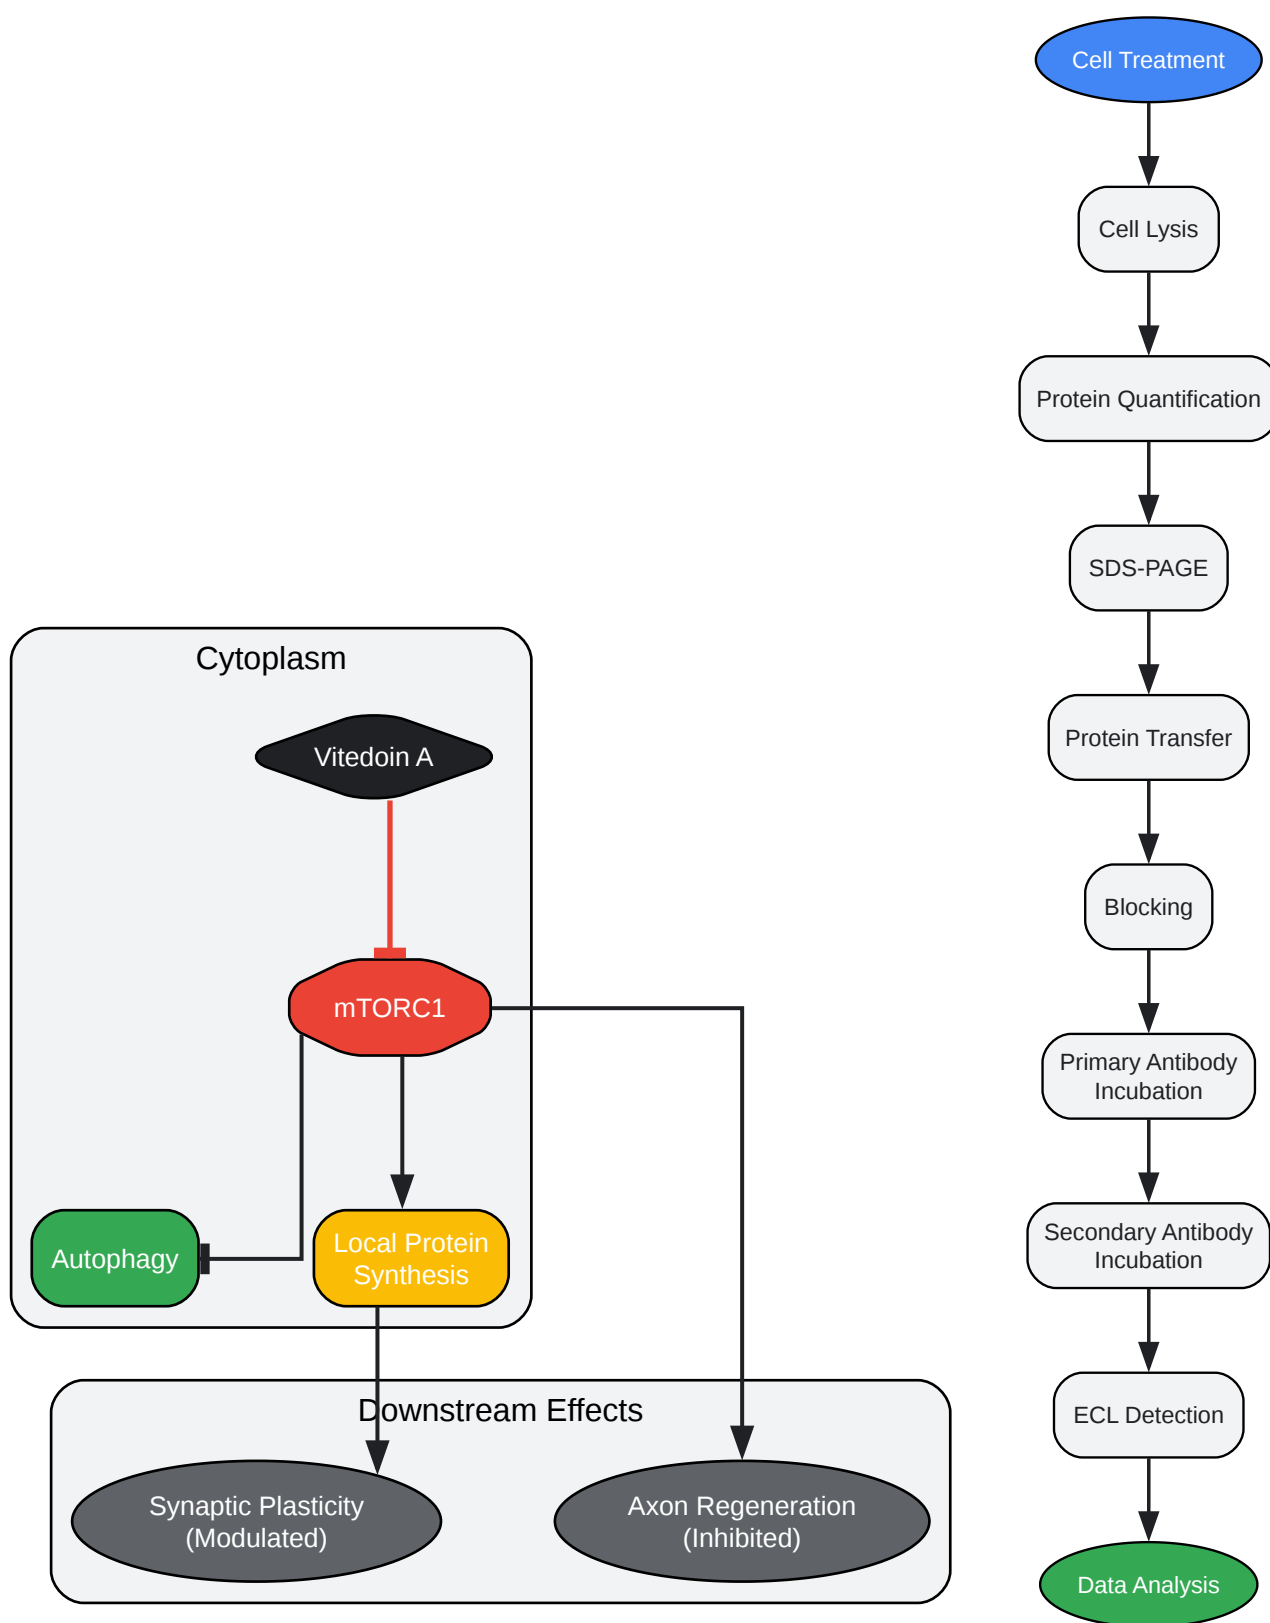 Cell Treatment
Cell Lysis
Protein Quantification
SDS-PAGE
Protein Transfer
Blocking
Primary Antibody
Incubation
Secondary Antibody
Incubation
ECL Detection
Data Analysis
Cytoplasm
Vitedoin A
mTORC1
Autophagy
Local Protein
Synthesis
Downstream Effects
Synaptic Plasticity
(Modulated)
Axon Regeneration
(Inhibited)